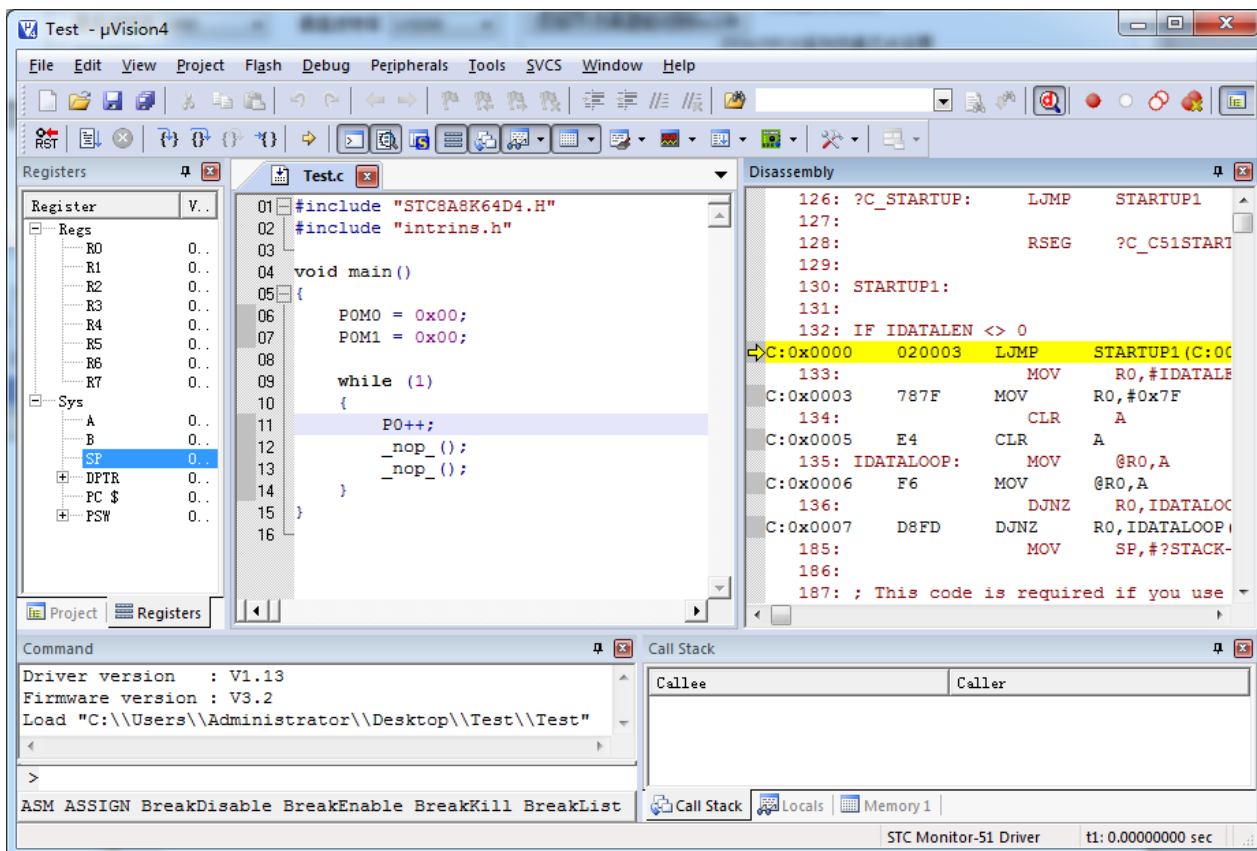 Test - µVision4
File Edit View Project Flash Debug Peripherals Tools SVCS Window Help
RST
Registers
Register V..
Regs
R0 0..
R1 0..
R2 0..
R3 0..
R4 0..
R5 0..
R6 0..
R7 0..
Sys
A 0..
B 0..
SP 0..
DPTR 0..
PC $ 0..
PSW 0..
Project Registers
Test.c
01 #include "STC8A8K64D4.H"
02 #include "intrins.h"
03
04 void main()
05 {
06 P0M0 = 0x00;
07 P0M1 = 0x00;
08
09 while (1)
10 {
11 P0++;
12 _nop_();
13 _nop_();
14 }
15 }
16
Disassembly
126: ?C_STARTUP: LJMP STARTUP1
127:
128: RSEG ?C_C51START
129:
130: STARTUP1:
131:
132: IF IDATALEN <> 0
C:0x0000 020003 LJMP STARTUP1(C:00
133: MOV R0,#IDATALE
C:0x0003 787F MOV R0,#0x7F
134: CLR A
C:0x0005 E4 CLR A
135: IDATALOOP: MOV @R0,A
C:0x0006 F6 MOV @R0,A
136: DJNZ R0,IDATALOO
C:0x0007 D8FD DJNZ R0,IDATALOOP(
185: MOV SP,#?STACK-
186:
187: ; This code is required if you use
Command
Driver version : V1.13
Firmware version : V3.2
Load "C:\\Users\\Administrator\\Desktop\\Test\\Test"
>
ASM ASSIGN BreakDisable BreakEnable BreakKill BreakList
Call Stack
Callee Caller
Call Stack Locals Memory 1
STC Monitor-51 Driver t1: 0.00000000 sec